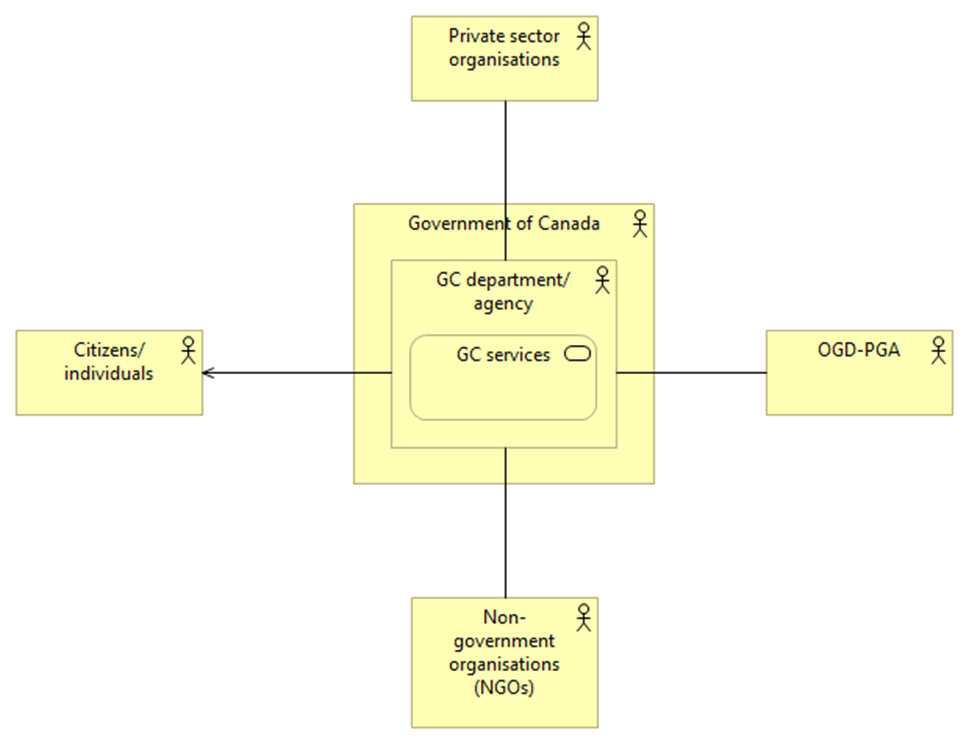 Private sector
organisations
Government of Canada
GC department/
agency
GC services
Citizens/
individuals
OGD-PGA
Non-
government
organisations
(NGOs)